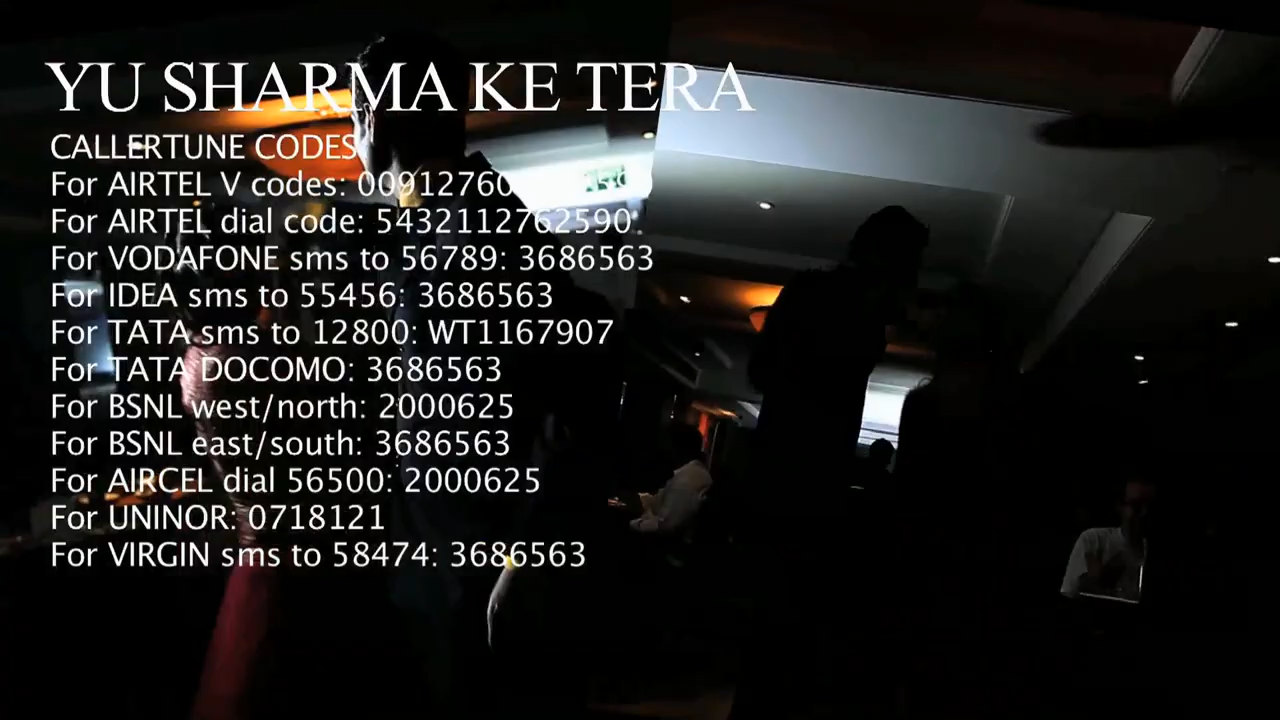 YU SHARMA KE TERA
CALLERTUNE CODES
For AIRTEL V codes:
For AIRTEL dial code: 5432112762590
For VODAFONE sms to 56789: 3686563
For IDEA sms to 55456: 3686563
For TATA sms to 12800: WT1167907
For TATA DOCOMO: 3686563
For BSNL west/north: 2000625
For BSNL east/south: 3686563
For AIRCEL dial 56500: 2000625
For UNINOR: 0718121
For VIRGIN sms to 58474: 3686563